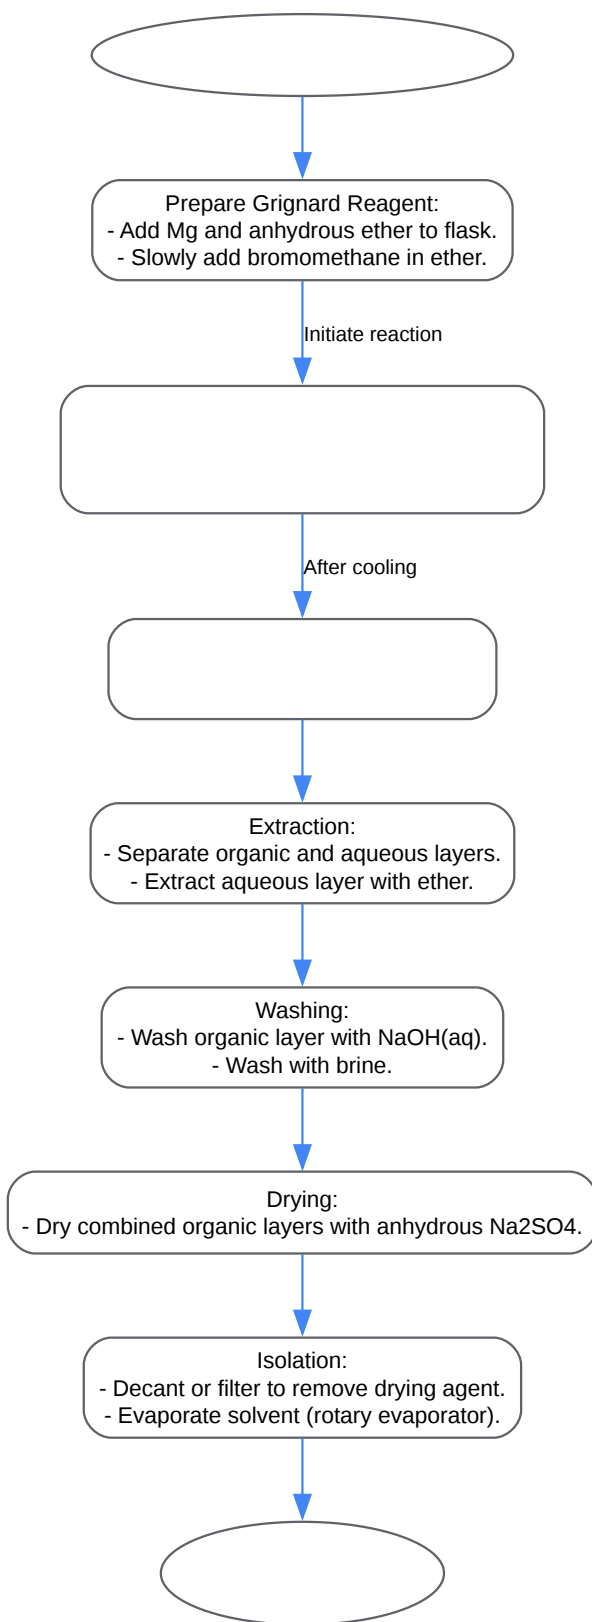 Prepare Grignard Reagent:
- Add Mg and anhydrous ether to flask.
- Slowly add bromomethane in ether.
Initiate reaction
After cooling
Extraction:
- Separate organic and aqueous layers.
- Extract aqueous layer with ether.
Washing:
- Wash organic layer with NaOH(aq).
- Wash with brine.
Drying:
- Dry combined organic layers with anhydrous Na2SO4.
Isolation:
- Decant or filter to remove drying agent.
- Evaporate solvent (rotary evaporator).